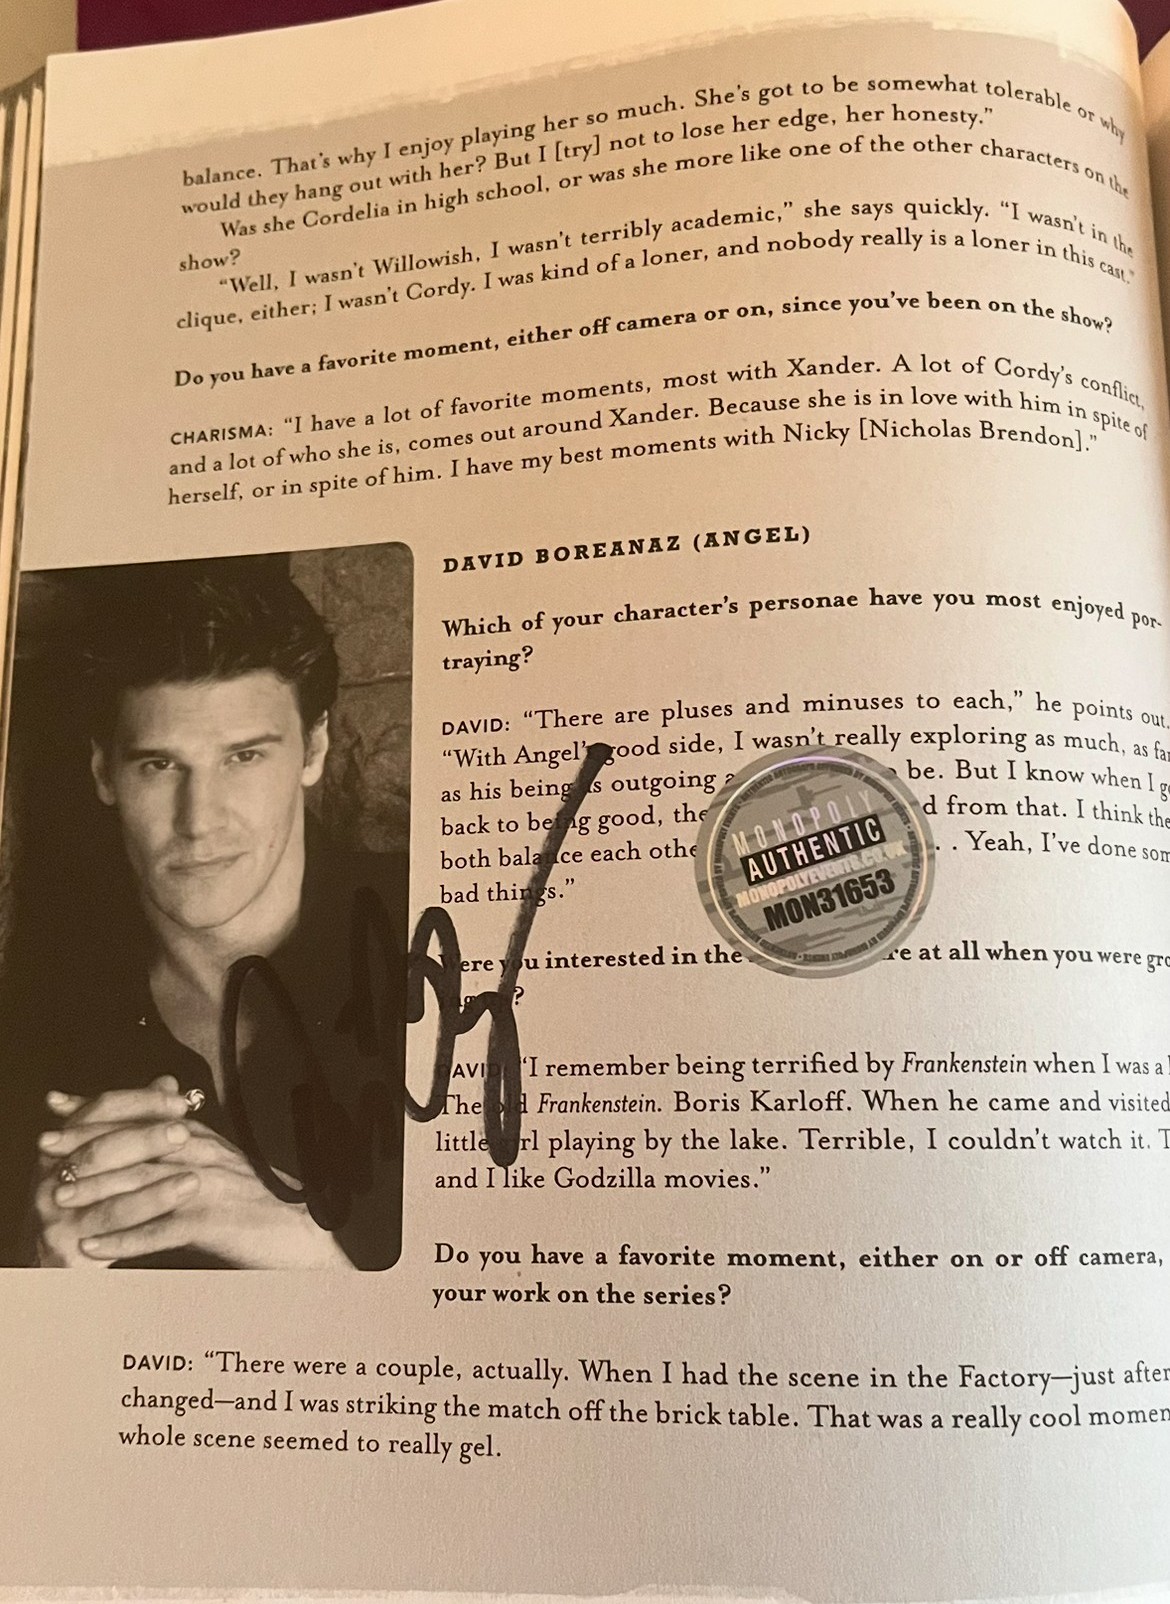 balance. That's why I enjoy playing her so much. She's got to be somewhat tolerable or why
would they hang out with her? But I [try] not to lose her edge, her honesty.”
Was she Cordelia in high school, or was she more like one of the other characters on the
show?
“Well, I wasn't Willowish, I wasn't terribly academic,” she says quickly. “I wasn't in the
clique, either; I wasn't Cordy. I was kind of a loner, and nobody really is a loner in this cast.”
Do you have a favorite moment, either off camera or on, since you've been on the show?
CHARISMA: “I have a lot of favorite moments, most with Xander. A lot of Cordy's conflict,
and a lot of who she is, comes out around Xander. Because she is in love with him in spite of
herself, or in spite of him. I have my best moments with Nicky [Nicholas Brendon].”
DAVID BOREANAZ (ANGEL)
Which of your character's personae have you most enjoyed por-
traying?
DAVID: “There are pluses and minuses to each,” he points out.
“With Angel's good side, I wasn't really exploring as much, as far
as his being as outgoing be. But I know when I g
back to being good, the d from that. I think the
both balance each othe . . Yeah, I've done som
bad things.”
MONOPOLY
AUTHENTIC
MONOPOLYEVENTS.CO.UK
MON31653
Were you interested in the re at all when you were gro
?
DAVID: “I remember being terrified by Frankenstein when I was a
The old Frankenstein. Boris Karloff. When he came and visited
little girl playing by the lake. Terrible, I couldn't watch it. T
and I like Godzilla movies.”
Do you have a favorite moment, either on or off camera,
your work on the series?
DAVID: “There were a couple, actually. When I had the scene in the Factory—just after
changed—and I was striking the match off the brick table. That was a really cool momen
whole scene seemed to really gel.